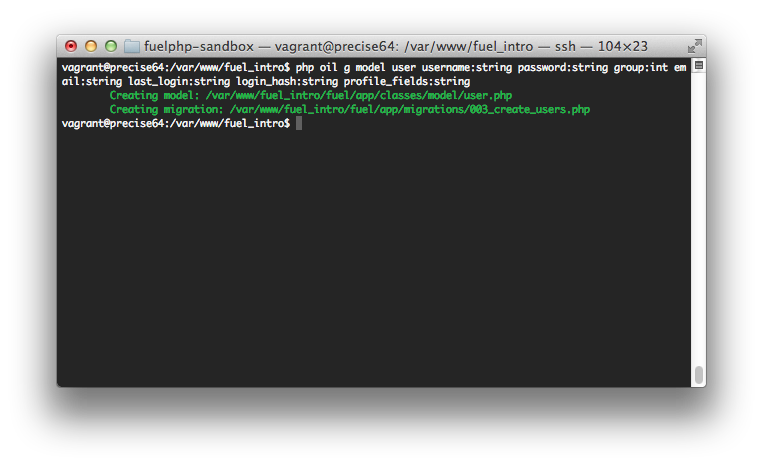 fuelphp-sandbox — vagrant@precise64: /var/www/fuel_intro — ssh — 104×23
vagrant@precise64:/var/www/fuel_intro$ php oil g model user username:string password:string group:int em
ail:string last_login:string login_hash:string profile_fields:string
Creating model: /var/www/fuel_intro/fuel/app/classes/model/user.php
Creating migration: /var/www/fuel_intro/fuel/app/migrations/003_create_users.php
vagrant@precise64:/var/www/fuel_intro$